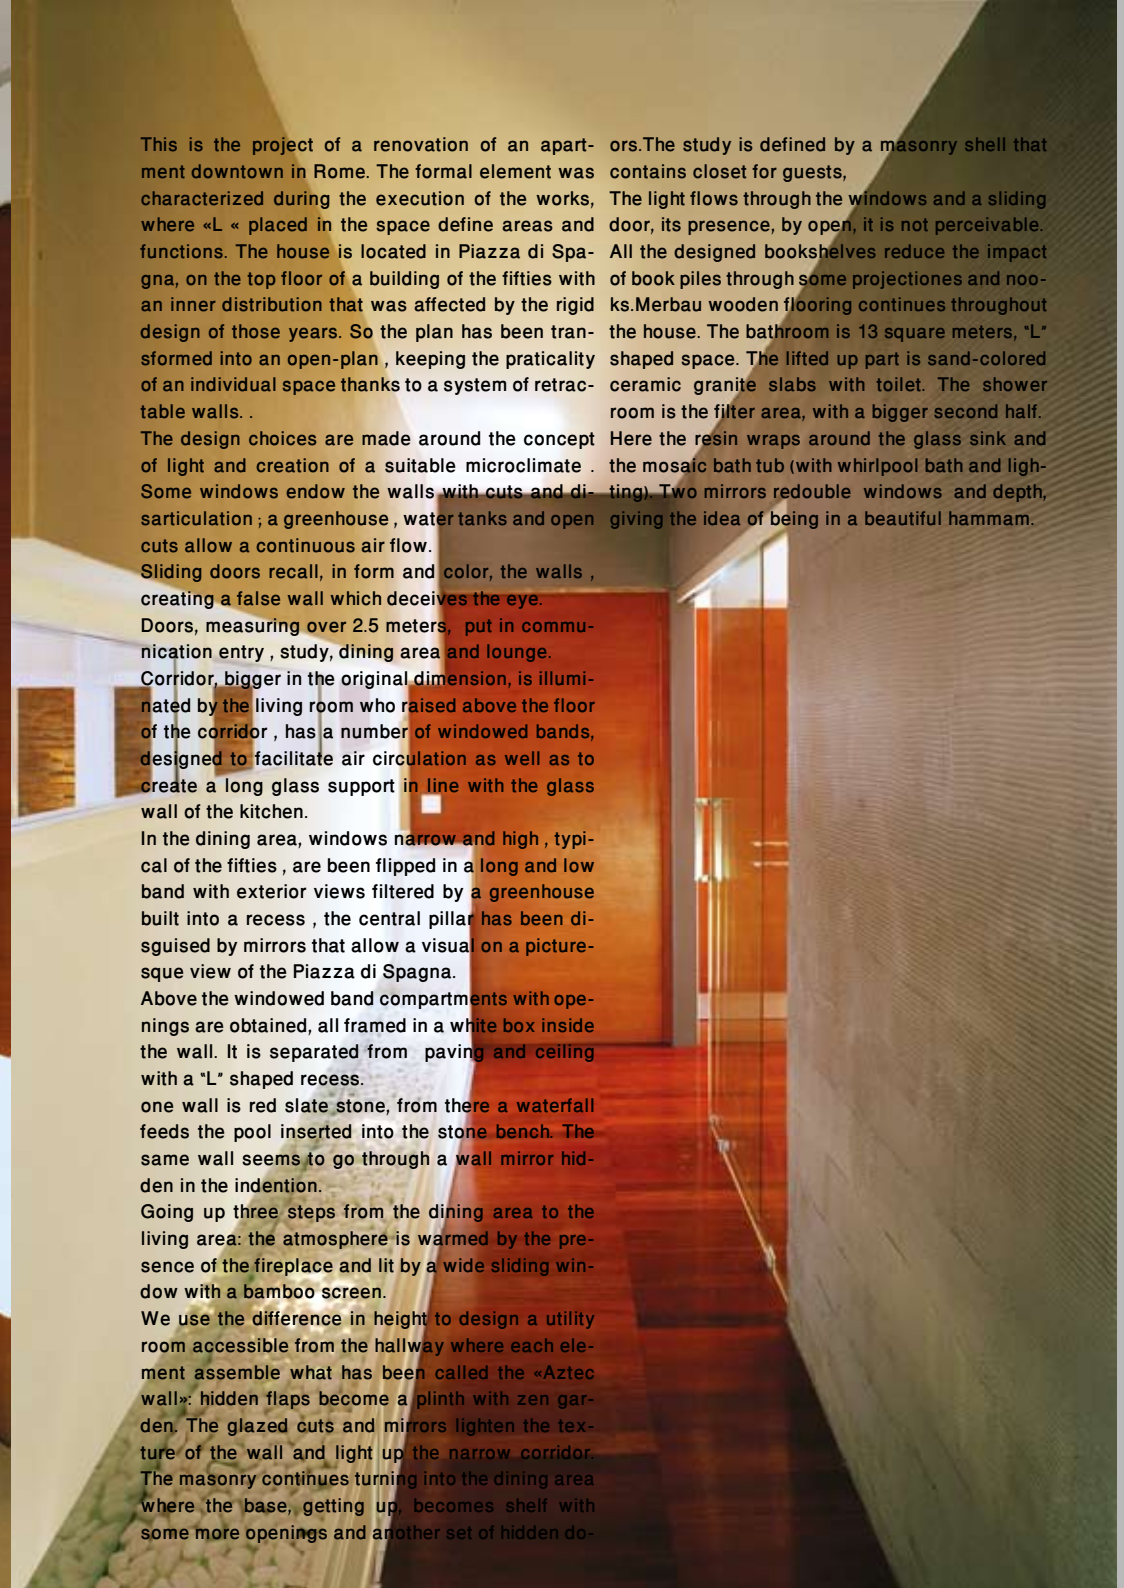 This is the project of a renovation of an apart-
ment downtown in Rome. The formal element was
characterized during the execution of the works,
where «L « placed in the space define areas and
functions. The house is located in Piazza di Spa-
gna, on the top floor of a building of the fifties with
an inner distribution that was affected by the rigid
design of those years. So the plan has been tran-
sformed into an open-plan , keeping the praticality
of an individual space thanks to a system of retrac-
table walls. .
The design choices are made around the concept
of light and creation of a suitable microclimate .
Some windows endow the walls with cuts and di-
sarticulation ; a greenhouse , water tanks and open
cuts allow a continuous air flow.
Sliding doors recall, in form and color, the walls ,
creating a false wall which deceives the eye.
Doors, measuring over 2.5 meters, put in commu-
nication entry , study, dining area and lounge.
Corridor, bigger in the original dimension, is illumi-
nated by the living room who raised above the floor
of the corridor , has a number of windowed bands,
designed to facilitate air circulation as well as to
create a long glass support in line with the glass
wall of the kitchen.
In the dining area, windows narrow and high , typi-
cal of the fifties , are been flipped in a long and low
band with exterior views filtered by a greenhouse
built into a recess , the central pillar has been di-
sguised by mirrors that allow a visual on a picture-
sque view of the Piazza di Spagna.
Above the windowed band compartments with ope-
nings are obtained, all framed in a white box inside
the wall. It is separated from paving and ceiling
with a "L" shaped recess.
one wall is red slate stone, from there a waterfall
feeds the pool inserted into the stone bench. The
same wall seems to go through a wall mirror hid-
den in the indention.
Going up three steps from the dining area to the
living area: the atmosphere is warmed by the pre-
sence of the fireplace and lit by a wide sliding win-
dow with a bamboo screen.
We use the difference in height to design a utility
room accessible from the hallway where each ele-
ment assemble what has been called the «Aztec
wall»: hidden flaps become a plinth with zen gar-
den. The glazed cuts and mirrors lighten the tex-
ture of the wall and light up the narrow corridor.
The masonry continues turning into the dining area
where the base, getting up, becomes shelf with
some more openings and another set of hidden do-
ors.The study is defined by a masonry shell that
contains closet for guests,
The light flows through the windows and a sliding
door, its presence, by open, it is not perceivable.
All the designed bookshelves reduce the impact
of book piles through some projectiones and noo-
ks.Merbau wooden flooring continues throughout
the house. The bathroom is 13 square meters, "L"
shaped space. The lifted up part is sand-colored
ceramic granite slabs with toilet. The shower
room is the filter area, with a bigger second half.
Here the resin wraps around the glass sink and
the mosaic bath tub (with whirlpool bath and ligh-
ting). Two mirrors redouble windows and depth,
giving the idea of being in a beautiful hammam.